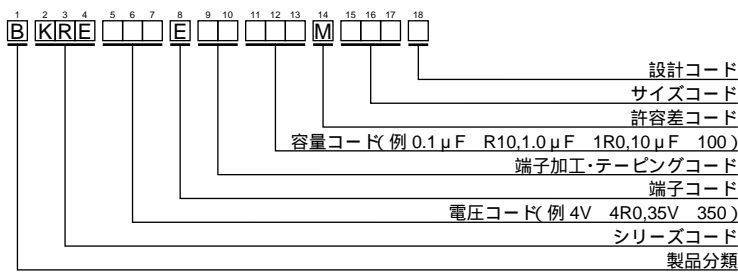 1 2 3 4 5 6 7 8 9 10 11 12 13 14 15 16 17 18
B KRE E M
設計コード
サイズコード
許容差コード
容量コード(例 0.1μF R10,1.0μF 1R0,10μF 100)
端子加工・テーピングコード
端子コード
電圧コード(例 4V 4R0,35V 350)
シリーズコード
製品分類